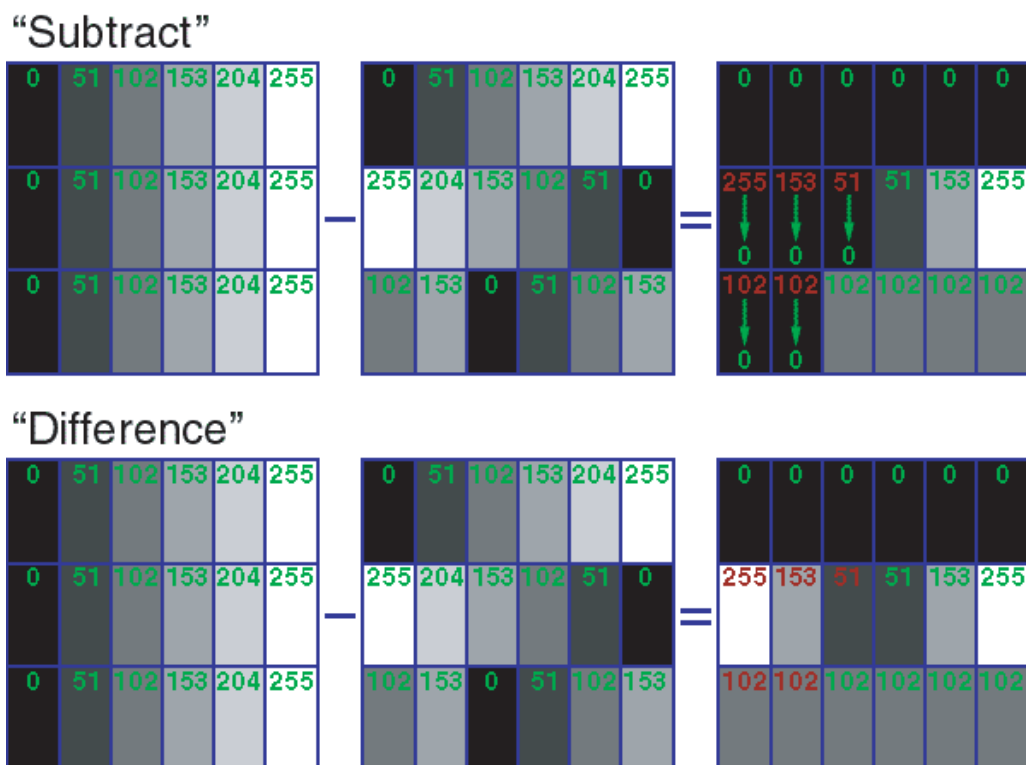 “Subtract”
0 51 102 153 204 255 0 51 102 153 204 255 0 0 0 0 0 0
0 51 102 153 204 255 – 255 204 153 102 51 0 = 255 153 51 51 153 255
0 0 0
0 51 102 153 204 255 102 153 0 51 102 153 102 102 102 102 102 102
0 0
“Difference”
0 51 102 153 204 255 0 51 102 153 204 255 0 0 0 0 0 0
0 51 102 153 204 255 – 255 204 153 102 51 0 = 255 153 51 51 153 255
0 51 102 153 204 255 102 153 0 51 102 153 102 102 102 102 102 102